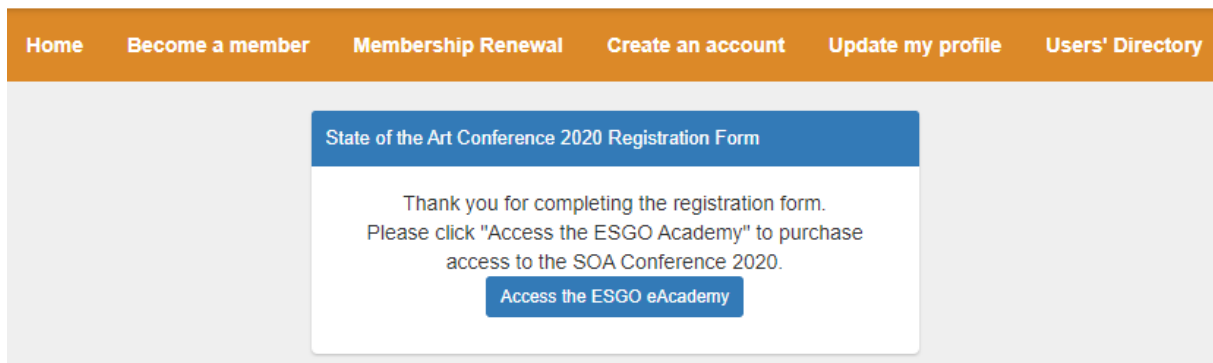 Home Become a member Membership Renewal Create an account Update my profile Users' Directory
State of the Art Conference 2020 Registration Form
Thank you for completing the registration form.
Please click "Access the ESGO Academy" to purchase
access to the SOA Conference 2020.
Access the ESGO eAcademy